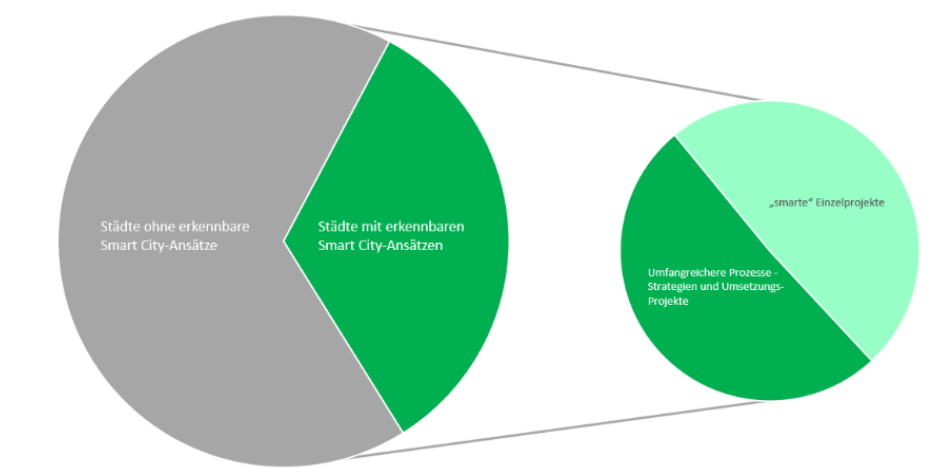 Städte ohne erkennbare
Smart City-Ansätze
Städte mit erkennbaren
Smart City-Ansätzen
„smarte“ Einzelprojekte
Umfangreichere Prozesse -
Strategien und Umsetzungs-
Projekte